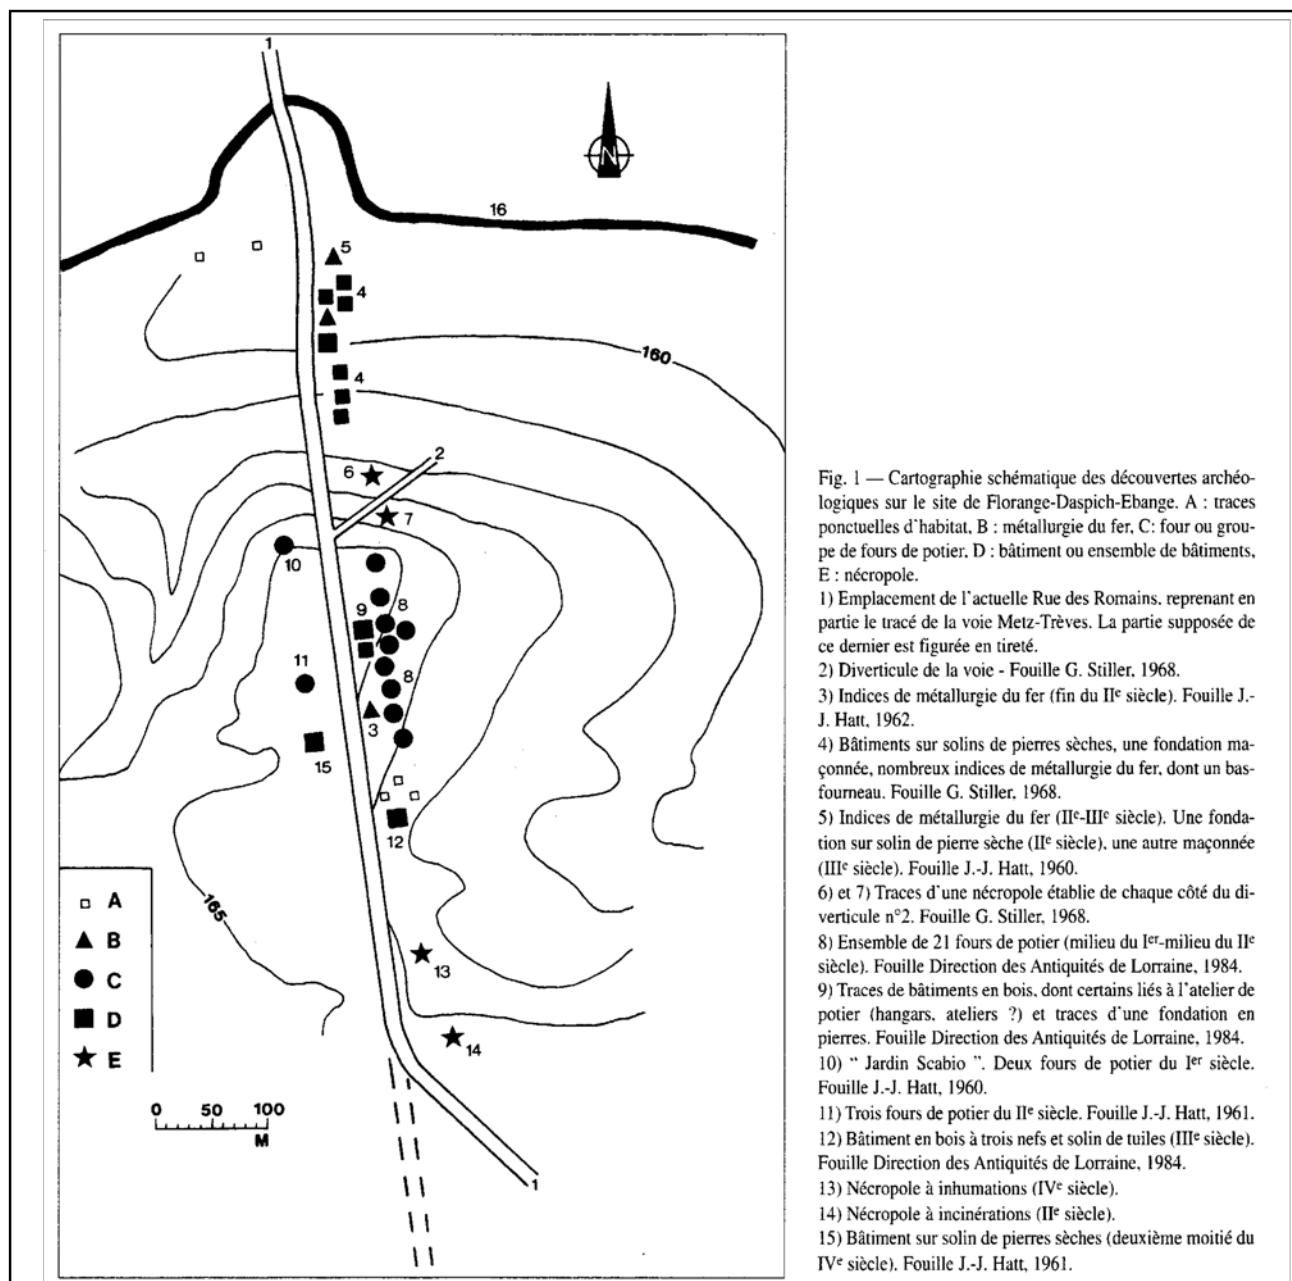 1
N
16
5
4
160
4
2
6
7
10
9
8
11
8
3
15
12
165
13
14
1
A
B
C
D
E
0 50 100
M
Fig. 1 — Cartographie schématique des découvertes archéo-
logiques sur le site de Florange-Daspich-Ebange. A : traces
ponctuelles d'habitat, B : métallurgie du fer, C: four ou grou-
pe de fours de potier. D : bâtiment ou ensemble de bâtiments,
E : nécropole.
1) Emplacement de l'actuelle Rue des Romains, reprenant en
partie le tracé de la voie Metz-Trèves. La partie supposée de
ce dernier est figurée en tireté.
2) Diverticule de la voie - Fouille G. Stiller, 1968.
3) Indices de métallurgie du fer (fin du IIe siècle). Fouille J.-
J. Hatt, 1962.
4) Bâtiments sur solins de pierres sèches, une fondation ma-
çonnée, nombreux indices de métallurgie du fer, dont un bas-
fourneau. Fouille G. Stiller, 1968.
5) Indices de métallurgie du fer (IIe-IIIe siècle). Une fonda-
tion sur solin de pierre sèche (IIe siècle), une autre maçonnée
(IIIe siècle). Fouille J.-J. Hatt, 1960.
6) et 7) Traces d'une nécropole établie de chaque côté du di-
verticule n°2. Fouille G. Stiller, 1968.
8) Ensemble de 21 fours de potier (milieu du Ier-milieu du IIe
siècle). Fouille Direction des Antiquités de Lorraine, 1984.
9) Traces de bâtiments en bois, dont certains liés à l'atelier de
potier (hangars, ateliers ?) et traces d'une fondation en
pierres. Fouille Direction des Antiquités de Lorraine, 1984.
10) " Jardin Scabio ". Deux fours de potier du Ier siècle.
Fouille J.-J. Hatt, 1960.
11) Trois fours de potier du IIe siècle. Fouille J.-J. Hatt, 1961.
12) Bâtiment en bois à trois nefs et solin de tuiles (IIIe siècle).
Fouille Direction des Antiquités de Lorraine, 1984.
13) Nécropole à inhumations (IVe siècle).
14) Nécropole à incinérations (IIe siècle).
15) Bâtiment sur solin de pierres sèches (deuxième moitié du
IVe siècle). Fouille J.-J. Hatt, 1961.